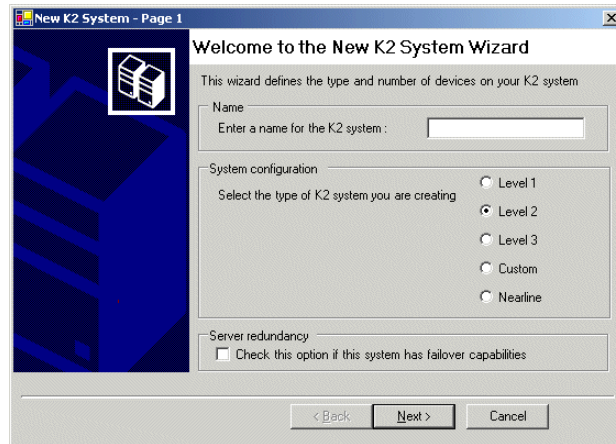 New K2 System - Page 1
Welcome to the New K2 System Wizard
This wizard defines the type and number of devices on your K2 system
Name
Enter a name for the K2 system :
System configuration
Select the type of K2 system you are creating
Level 1
Level 2
Level 3
Custom
Nearline
Server redundancy
Check this option if this system has failover capabilities
< Back
Next >
Cancel